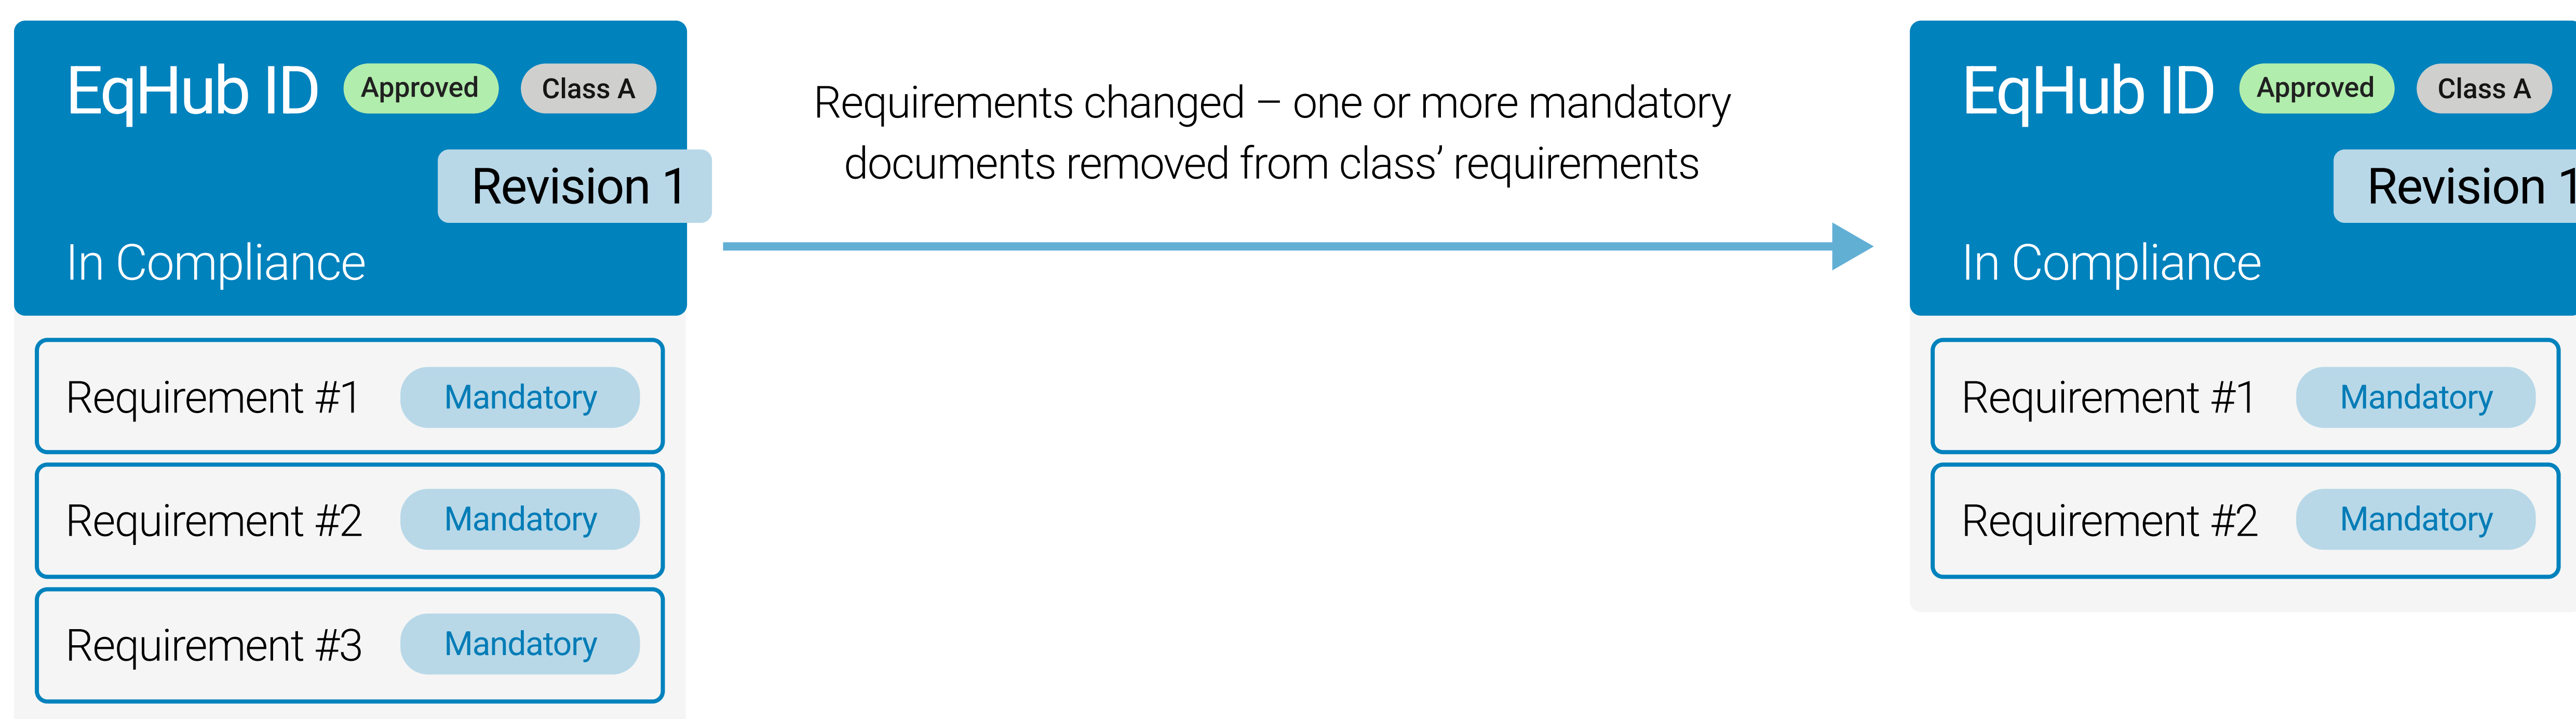 EqHub ID Approved Class A
Revision 1
In Compliance
Requirement #1 Mandatory
Requirement #2 Mandatory
Requirement #3 Mandatory
Requirements changed – one or more mandatory
documents removed from class’ requirements
EqHub ID Approved Class A
Revision 1
In Compliance
Requirement #1 Mandatory
Requirement #2 Mandatory